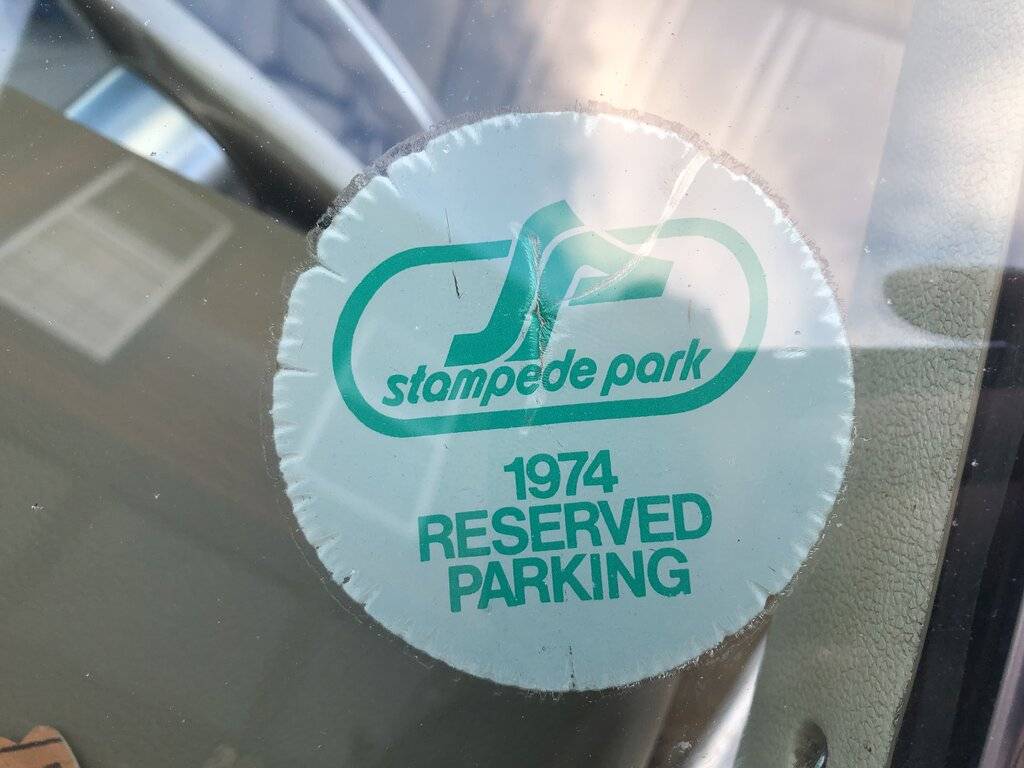 stampede park
1974
RESERVED
PARKING